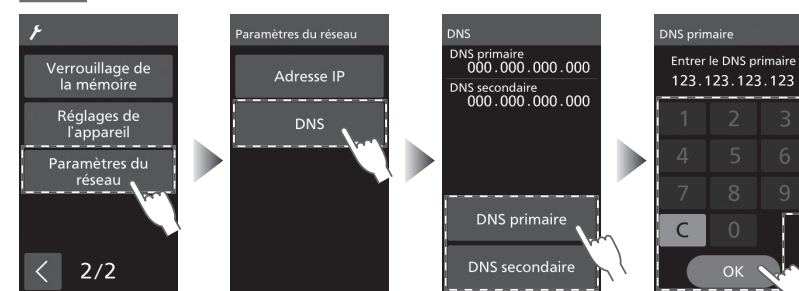 Verrouillage de
la mémoire
Réglages de
l'appareil
Paramètres du
réseau
2/2
Paramètres du réseau
Adresse IP
DNS
DNS
DNS primaire
000.000.000.000
DNS secondaire
000.000.000.000
DNS primaire
DNS secondaire
DNS primaire
Entrer le DNS primaire
123.123.123.123
1 2 3
4 5 6
7 8 9
C 0
OK